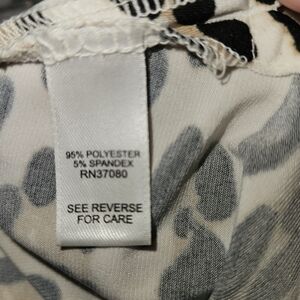 95% POLYESTER
5% SPANDEX
RN37080
SEE REVERSE
FOR CARE